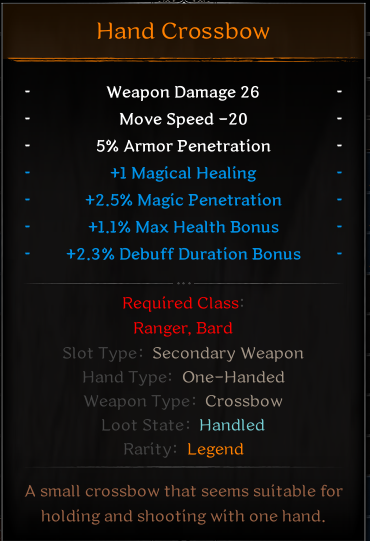 Hand Crossbow
- Weapon Damage 26 -
- Move Speed -20 -
- 5% Armor Penetration -
- +1 Magical Healing -
- +2.5% Magic Penetration -
- +1.1% Max Health Bonus -
- +2.3% Debuff Duration Bonus -
Required Class:
Ranger, Bard
Slot Type: Secondary Weapon
Hand Type: One-Handed
Weapon Type: Crossbow
Loot State: Handled
Rarity: Legend
A small crossbow that seems suitable for
holding and shooting with one hand.